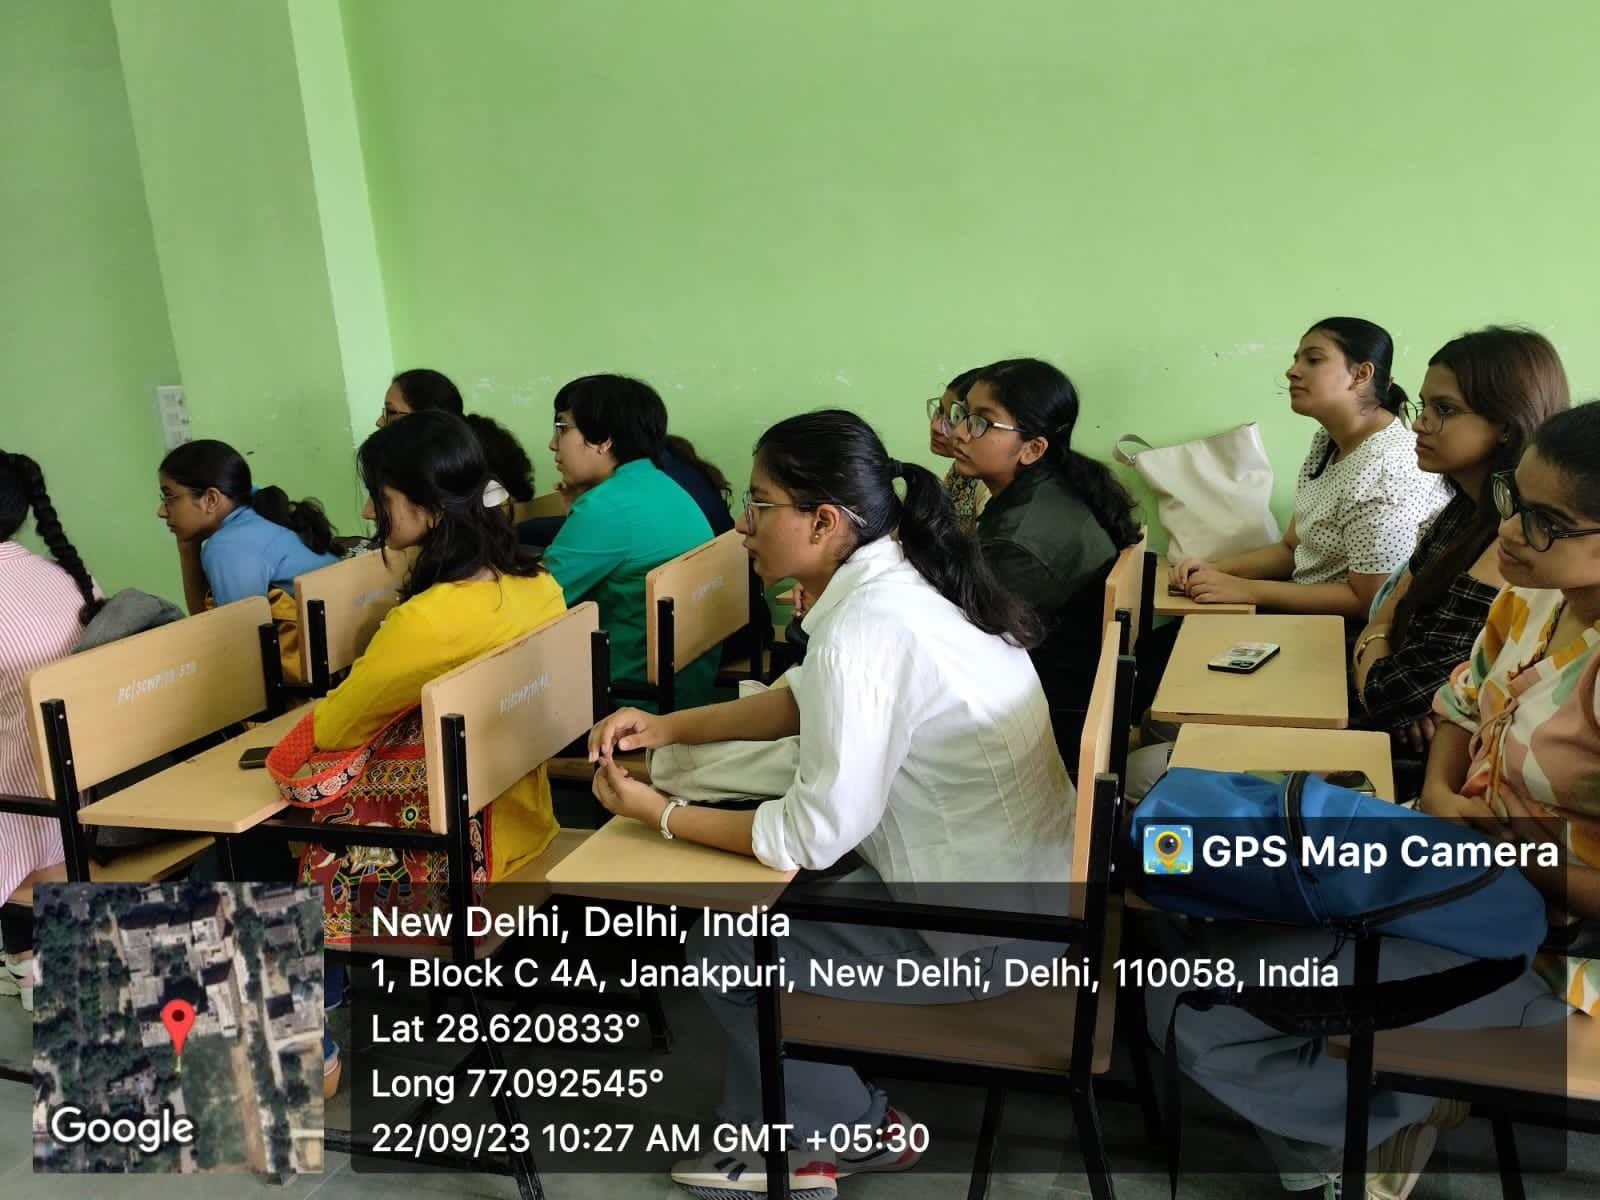 GPS Map Camera
New Delhi, Delhi, India
1, Block C 4A, Janakpuri, New Delhi, Delhi, 110058, India
Lat 28.620833°
Long 77.092545°
22/09/23 10:27 AM GMT +05:30
Google